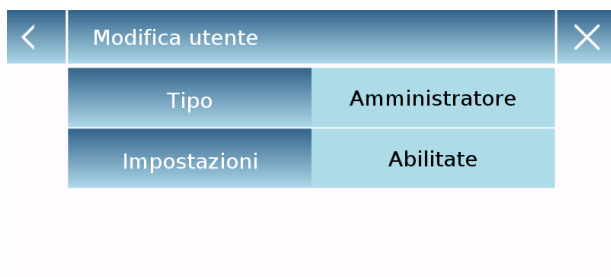 Modifica utente
Tipo Amministratore
Impostazioni Abilitate